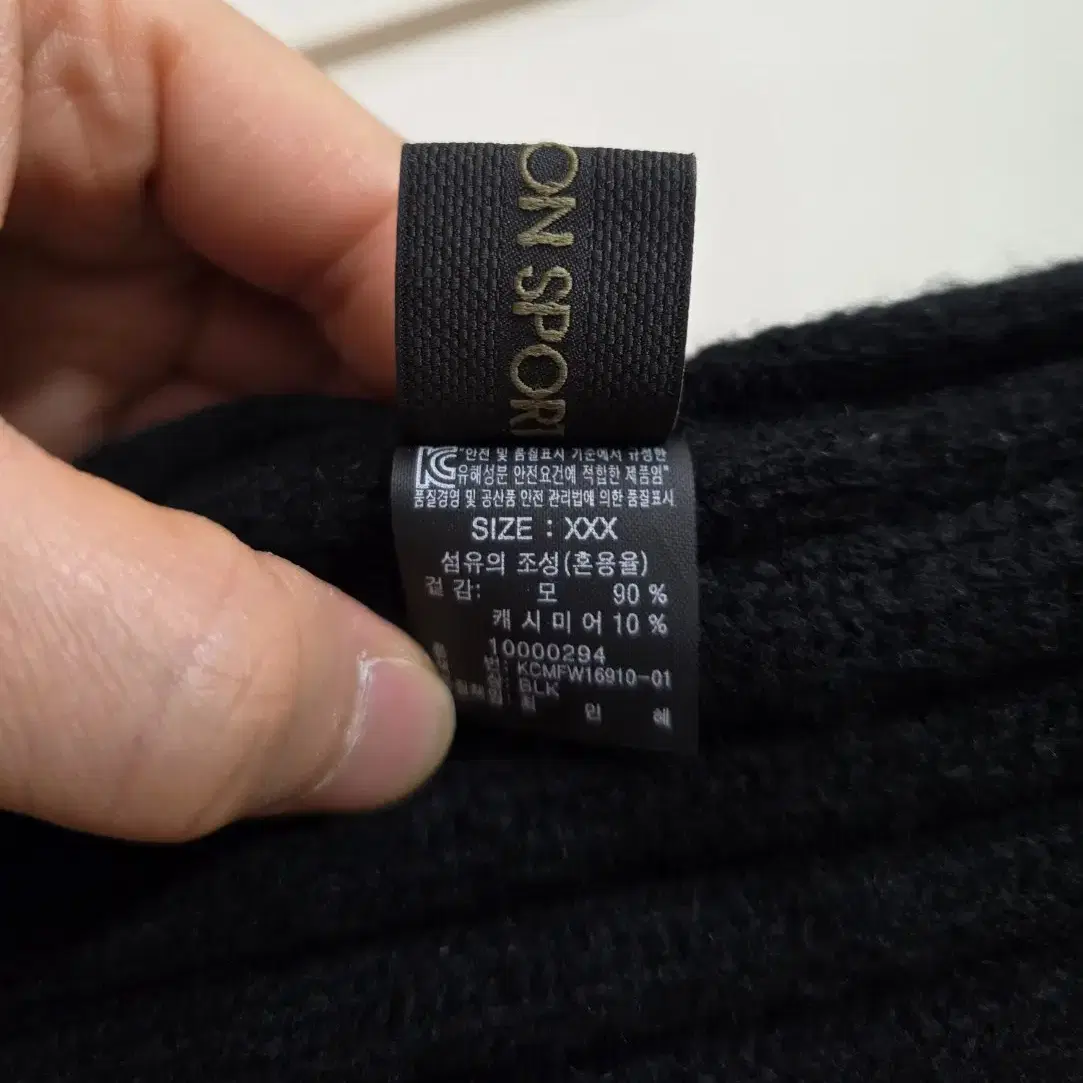 ON SPORT
KC "안전 및 품질표시 기준에서 규정한
유해성분 안전요건에 적합한 제품임"
품질경영 및 공산품 안전 관리법에 의한 품질표시
SIZE : XXX
섬유의 조성(혼용율)
겉 감: 모 90 %
캐 시 미 어 10 %
10000294
번: KCMFW16910-01
BLK
민 혜